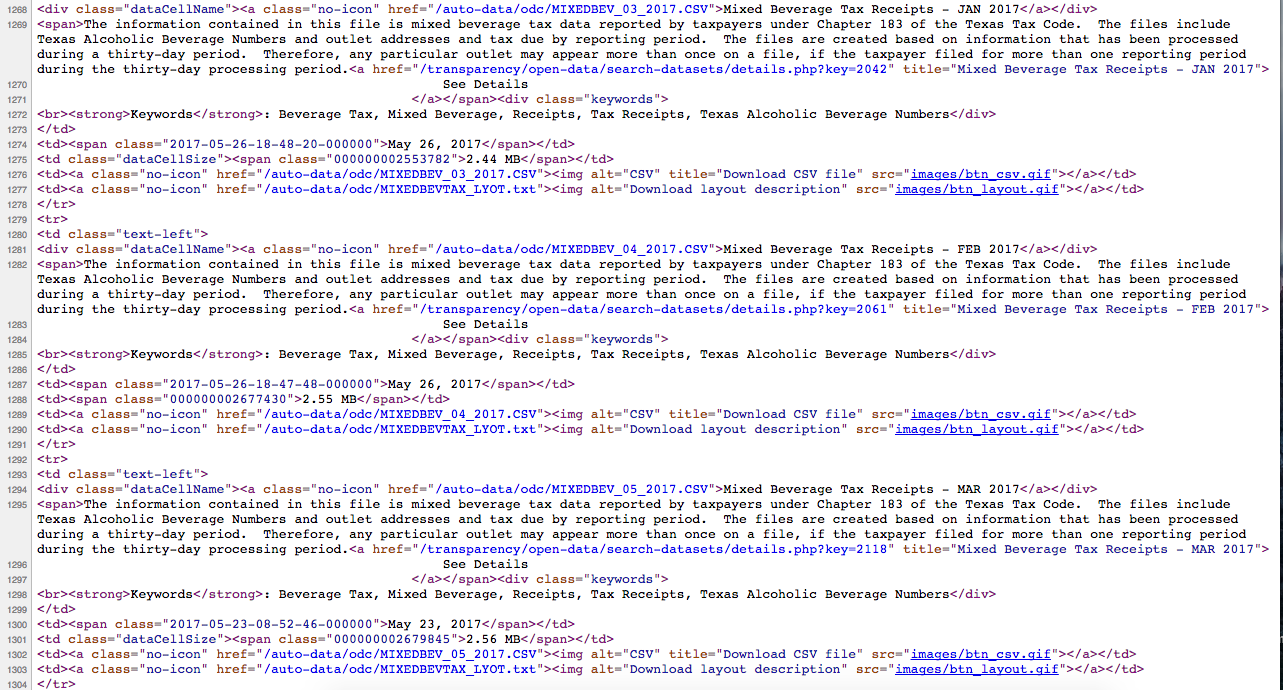 1268 <div class="dataCellName"><a class="no-icon" href="/auto-data/odc/MIXEDBEV_03_2017.CSV">Mixed Beverage Tax Receipts - JAN 2017</a></div>
1269 <span>The information contained in this file is mixed beverage tax data reported by taxpayers under Chapter 183 of the Texas Tax Code.  The files include
Texas Alcoholic Beverage Numbers and outlet addresses and tax due by reporting period.  The files are created based on information that has been processed
during a thirty-day period.  Therefore, any particular outlet may appear more than once on a file, if the taxpayer filed for more than one reporting period
during the thirty-day processing period.<a href="/transparency/open-data/search-datasets/details.php?key=2042" title="Mixed Beverage Tax Receipts - JAN 2017">
1270 See Details
1271 </a></span><div class="keywords">
1272 <br><strong>Keywords</strong>: Beverage Tax, Mixed Beverage, Receipts, Tax Receipts, Texas Alcoholic Beverage Numbers</div>
1273 </td>
1274 <td><span class="2017-05-26-18-48-20-000000">May 26, 2017</span></td>
1275 <td class="dataCellSize"><span class="000000002553782">2.44 MB</span></td>
1276 <td><a class="no-icon" href="/auto-data/odc/MIXEDBEV_03_2017.CSV"><img alt="CSV" title="Download CSV file" src="images/btn_csv.gif"></a></td>
1277 <td><a class="no-icon" href="/auto-data/odc/MIXEDBEVTAX_LYOT.txt"><img alt="Download layout description" src="images/btn_layout.gif"></a></td>
1278 </tr>
1279 <tr>
1280 <td class="text-left">
1281 <div class="dataCellName"><a class="no-icon" href="/auto-data/odc/MIXEDBEV_04_2017.CSV">Mixed Beverage Tax Receipts - FEB 2017</a></div>
1282 <span>The information contained in this file is mixed beverage tax data reported by taxpayers under Chapter 183 of the Texas Tax Code.  The files include
Texas Alcoholic Beverage Numbers and outlet addresses and tax due by reporting period.  The files are created based on information that has been processed
during a thirty-day period.  Therefore, any particular outlet may appear more than once on a file, if the taxpayer filed for more than one reporting period
during the thirty-day processing period.<a href="/transparency/open-data/search-datasets/details.php?key=2061" title="Mixed Beverage Tax Receipts - FEB 2017">
1283 See Details
1284 </a></span><div class="keywords">
1285 <br><strong>Keywords</strong>: Beverage Tax, Mixed Beverage, Receipts, Tax Receipts, Texas Alcoholic Beverage Numbers</div>
1286 </td>
1287 <td><span class="2017-05-26-18-47-48-000000">May 26, 2017</span></td>
1288 <td><span class="000000002677430">2.55 MB</span></td>
1289 <td><a class="no-icon" href="/auto-data/odc/MIXEDBEV_04_2017.CSV"><img alt="CSV" title="Download CSV file" src="images/btn_csv.gif"></a></td>
1290 <td><a class="no-icon" href="/auto-data/odc/MIXEDBEVTAX_LYOT.txt"><img alt="Download layout description" src="images/btn_layout.gif"></a></td>
1291 </tr>
1292 <tr>
1293 <td class="text-left">
1294 <div class="dataCellName"><a class="no-icon" href="/auto-data/odc/MIXEDBEV_05_2017.CSV">Mixed Beverage Tax Receipts - MAR 2017</a></div>
1295 <span>The information contained in this file is mixed beverage tax data reported by taxpayers under Chapter 183 of the Texas Tax Code.  The files include
Texas Alcoholic Beverage Numbers and outlet addresses and tax due by reporting period.  The files are created based on information that has been processed
during a thirty-day period.  Therefore, any particular outlet may appear more than once on a file, if the taxpayer filed for more than one reporting period
during the thirty-day processing period.<a href="/transparency/open-data/search-datasets/details.php?key=2118" title="Mixed Beverage Tax Receipts - MAR 2017">
1296 See Details
1297 </a></span><div class="keywords">
1298 <br><strong>Keywords</strong>: Beverage Tax, Mixed Beverage, Receipts, Tax Receipts, Texas Alcoholic Beverage Numbers</div>
1299 </td>
1300 <td><span class="2017-05-23-08-52-46-000000">May 23, 2017</span></td>
1301 <td class="dataCellSize"><span class="000000002679845">2.56 MB</span></td>
1302 <td><a class="no-icon" href="/auto-data/odc/MIXEDBEV_05_2017.CSV"><img alt="CSV" title="Download CSV file" src="images/btn_csv.gif"></a></td>
1303 <td><a class="no-icon" href="/auto-data/odc/MIXEDBEVTAX_LYOT.txt"><img alt="Download layout description" src="images/btn_layout.gif"></a></td>
1304 </tr>